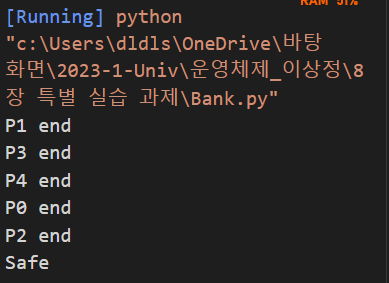 RAM 51%
[Running] python
"c:\Users\dldls\OneDrive\바탕
화면\2023-1-Univ\운영체제_이상정\8
장 특별 실습 과제\Bank.py"
P1 end
P3 end
P4 end
P0 end
P2 end
Safe